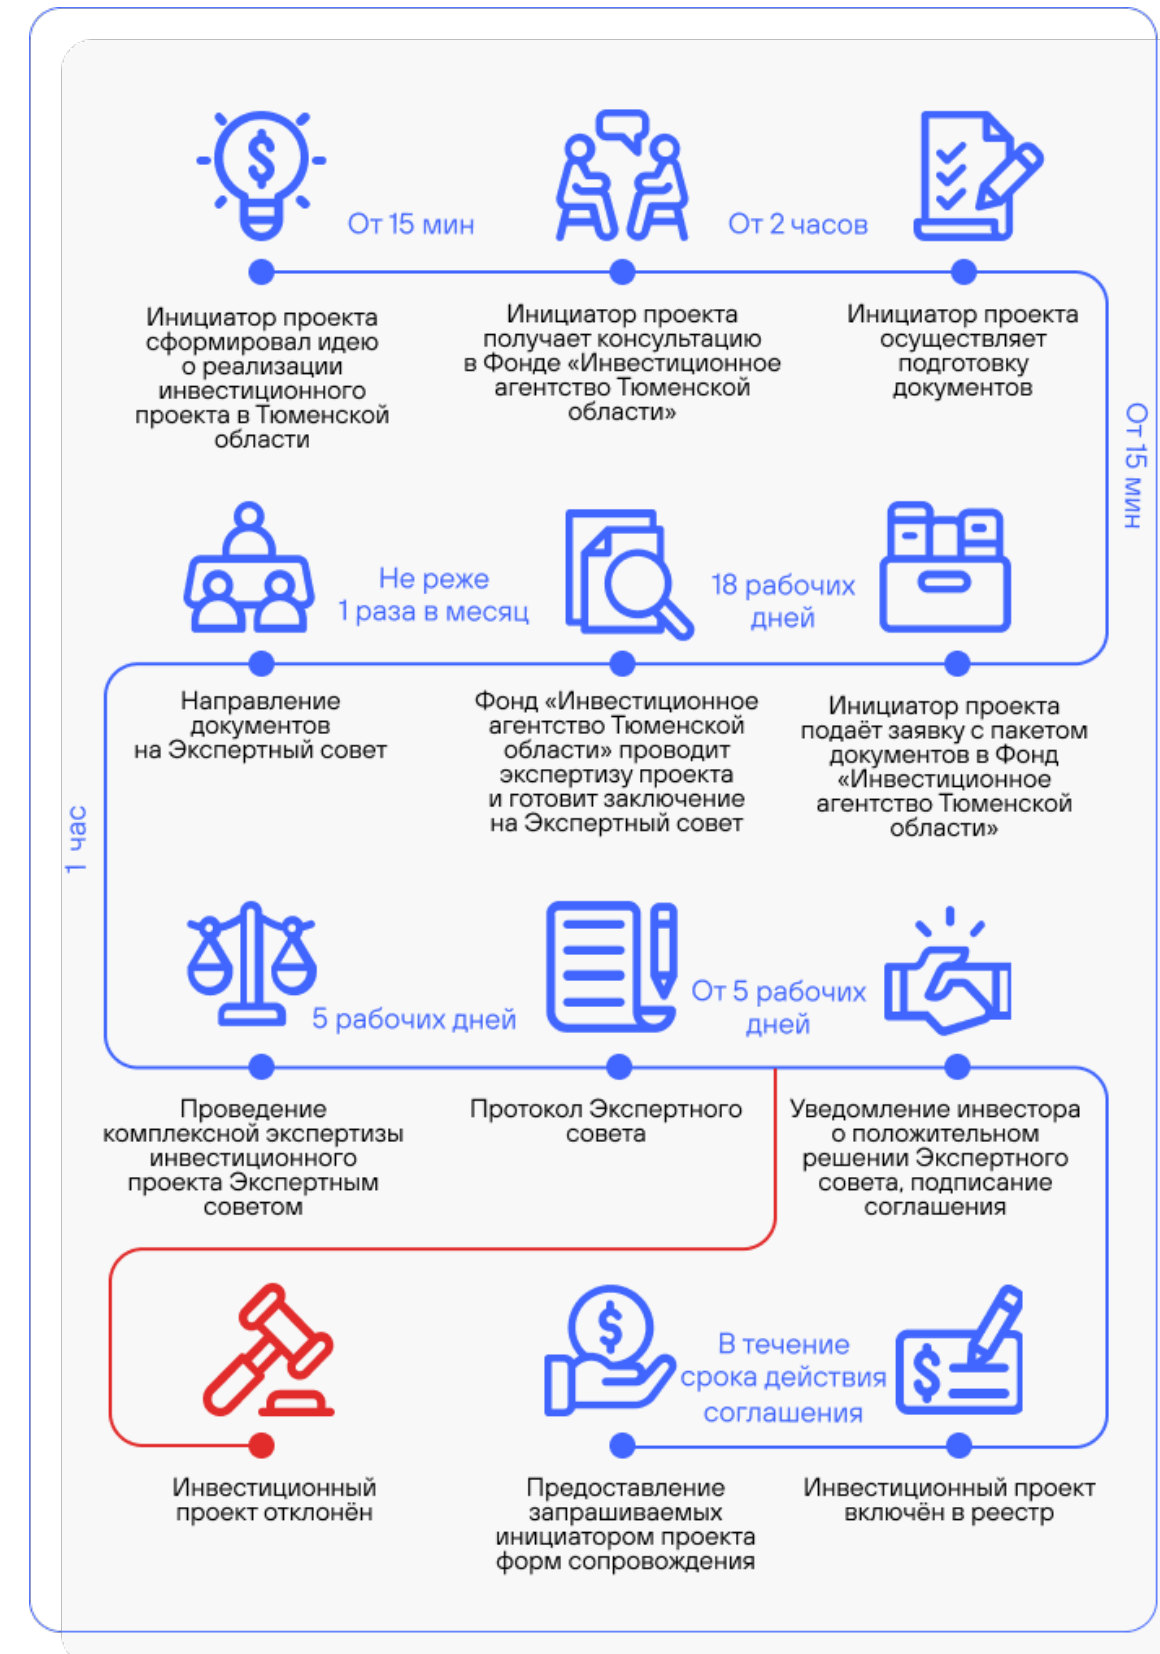 От 15 мин
От 2 часов
Инициатор проекта
сформировал идею
о реализации
инвестиционного
проекта в Тюменской
области
Инициатор проекта
получает консультацию
в Фонде «Инвестиционное
агентство Тюменской
области»
Инициатор проекта
осуществляет
подготовку
документов
От 15 мин
18 рабочих
дней
Не реже
1 раза в месяц
Инициатор проекта
подаёт заявку с пакетом
документов в Фонд
«Инвестиционное
агентство Тюменской
области»
Фонд «Инвестиционное
агентство Тюменской
области» проводит
экспертизу проекта
и готовит заключение
на Экспертный совет
Направление
документов
на Экспертный совет
1 час
5 рабочих дней
От 5 рабочих
дней
Проведение
комплексной экспертизы
инвестиционного
проекта Экспертным
советом
Протокол Экспертного
совета
Уведомление инвестора
о положительном
решении Экспертного
совета, подписание
соглашения
В течение
срока действия
соглашения
Инвестиционный
проект отклонён
Предоставление
запрашиваемых
инициатором проекта
форм сопровождения
Инвестиционный проект
включён в реестр